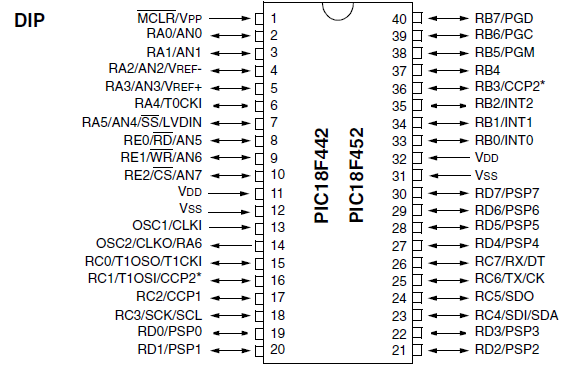 DIP
MCLR/VPP 1 40 RB7/PGD
RA0/AN0 2 39 RB6/PGC
RA1/AN1 3 38 RB5/PGM
RA2/AN2/VREF- 4 37 RB4
RA3/AN3/VREF+ 5 36 RB3/CCP2*
RA4/T0CKI 6 35 RB2/INT2
RA5/AN4/SS/LVDIN 7 34 RB1/INT1
RE0/RD/AN5 8 33 RB0/INT0
RE1/WR/AN6 9 32 VDD
RE2/CS/AN7 10 31 VSS
VDD 11 30 RD7/PSP7
VSS 12 29 RD6/PSP6
OSC1/CLKI 13 28 RD5/PSP5
OSC2/CLKO/RA6 14 27 RD4/PSP4
RC0/T1OSO/T1CKI 15 26 RC7/RX/DT
RC1/T1OSI/CCP2* 16 25 RC6/TX/CK
RC2/CCP1 17 24 RC5/SDO
RC3/SCK/SCL 18 23 RC4/SDI/SDA
RD0/PSP0 19 22 RD3/PSP3
RD1/PSP1 20 21 RD2/PSP2
PIC18F442
PIC18F452